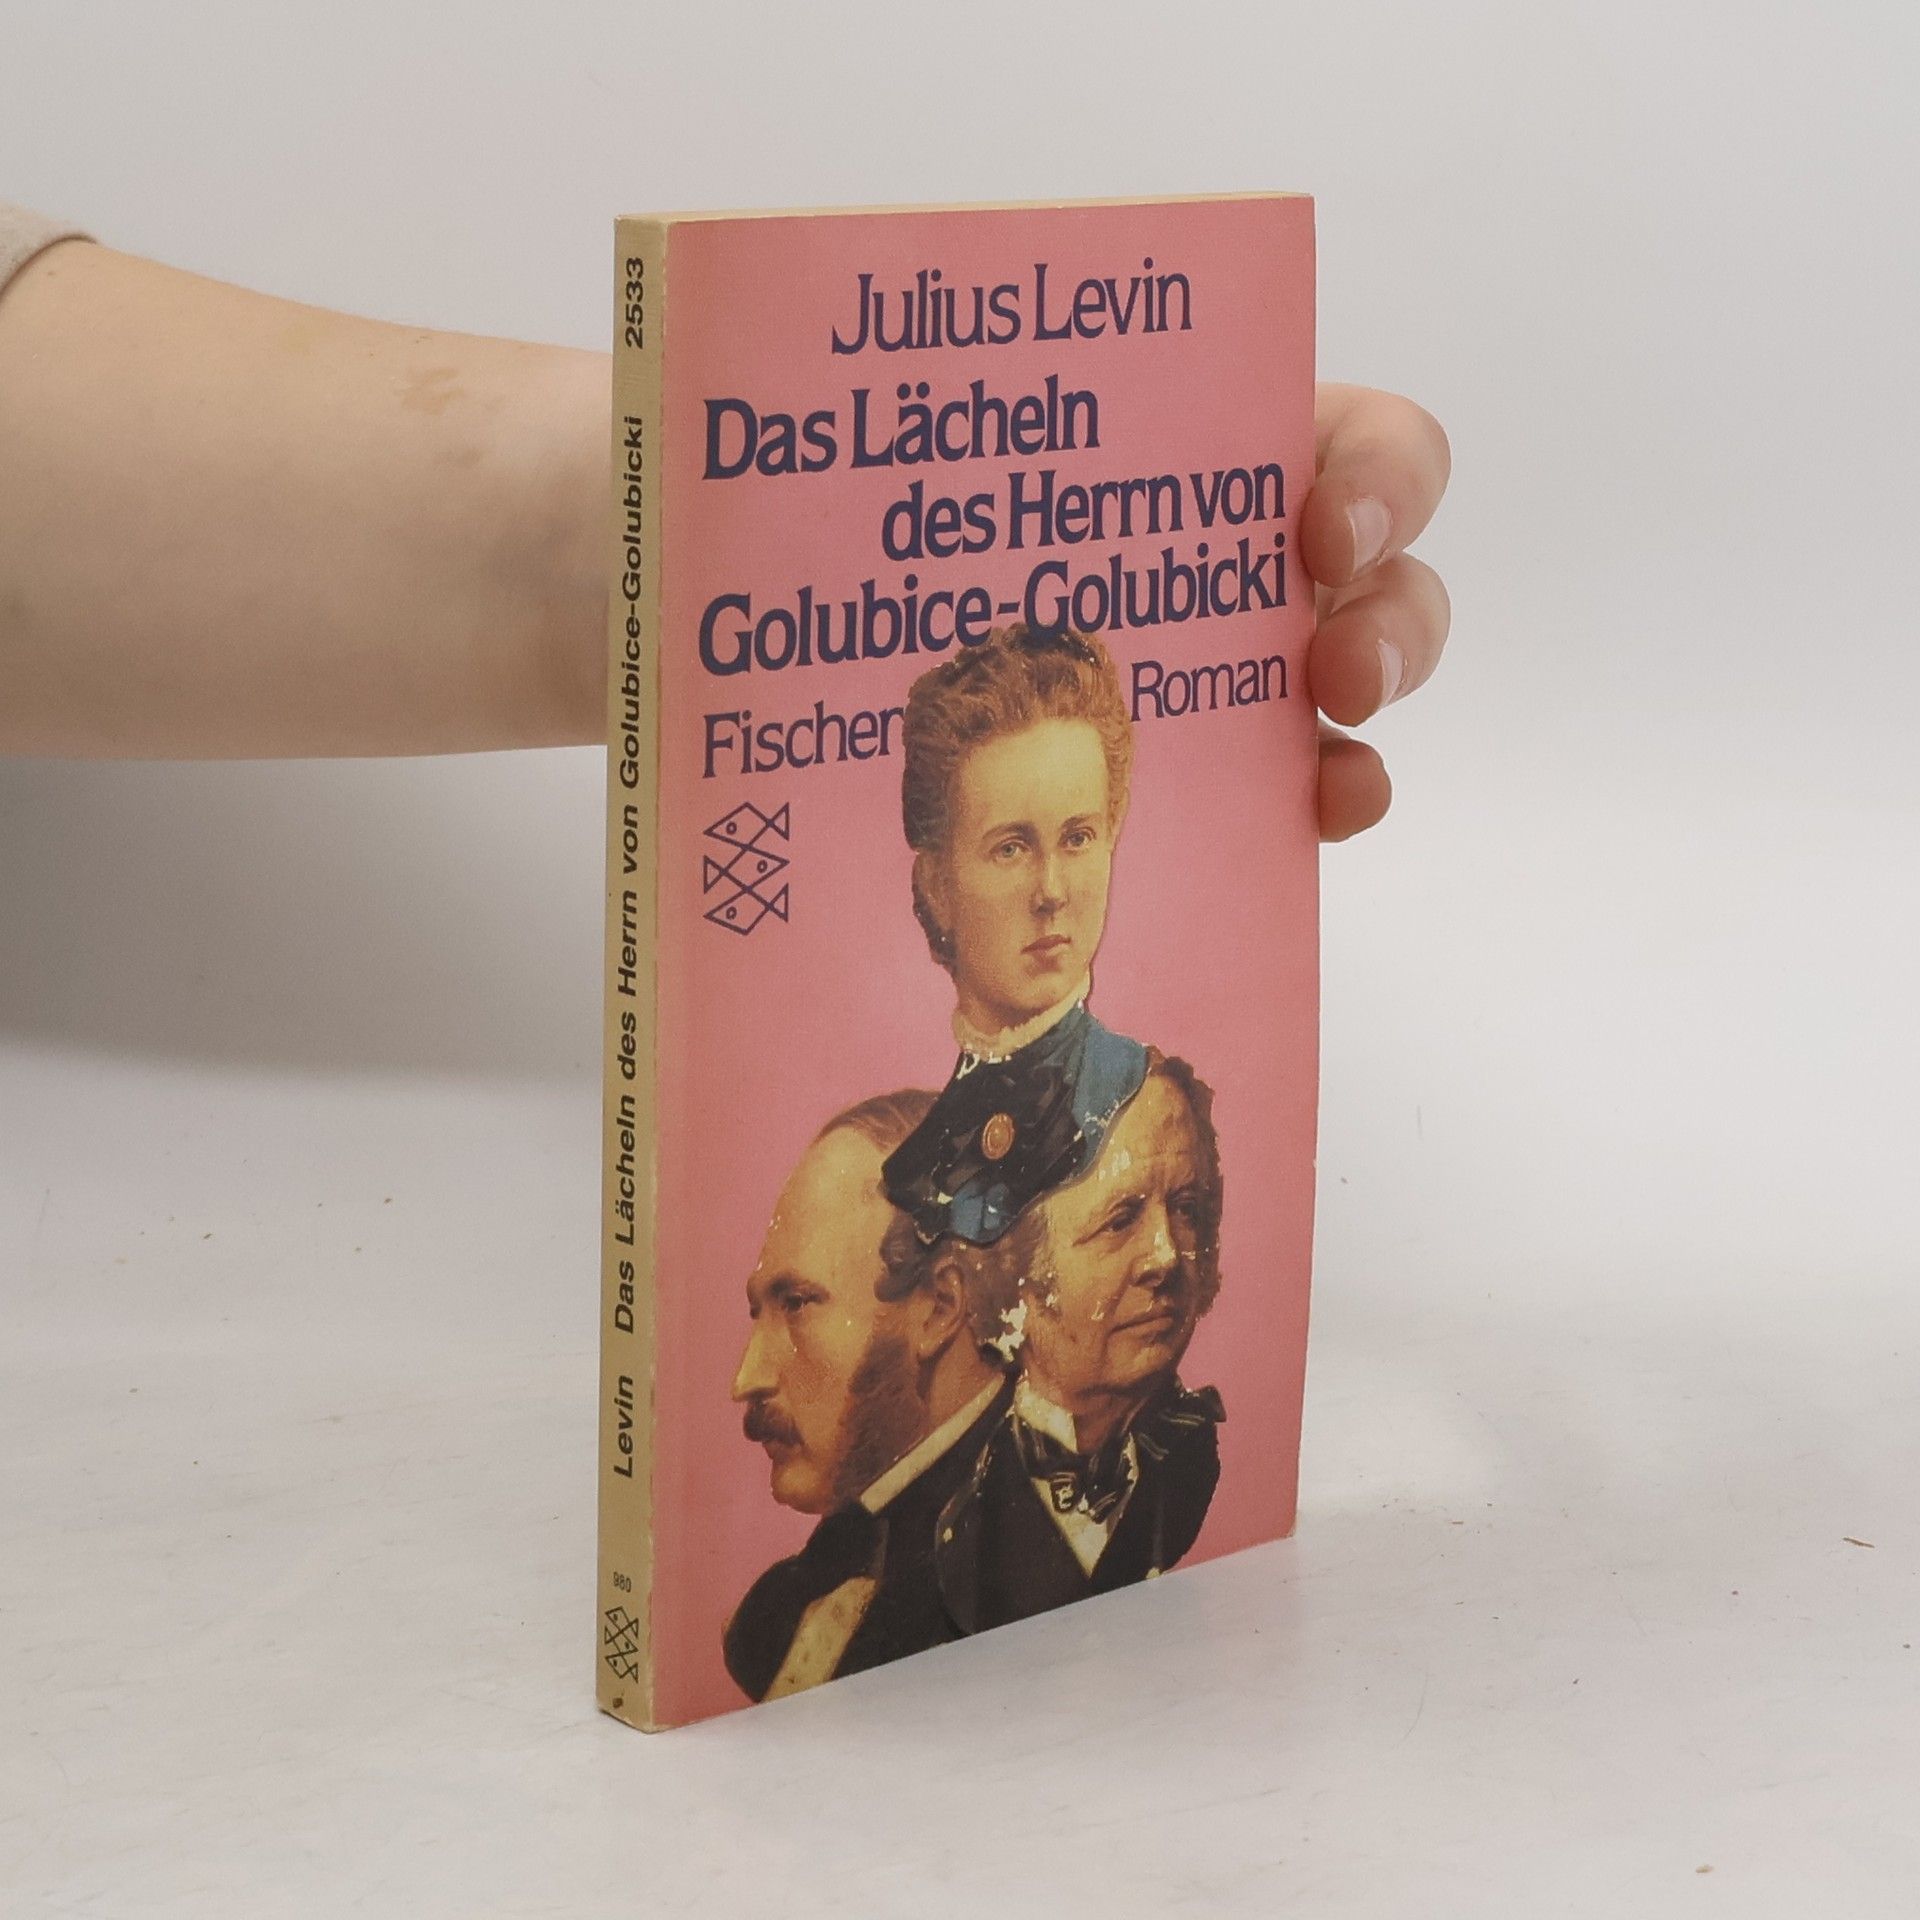 Julius Levin
Das Lächeln
des Herrn von
Golubice-Golubicki
Fischer Roman
Levin Das Lächeln des Herrn von Golubice-Golubicki 2533
980